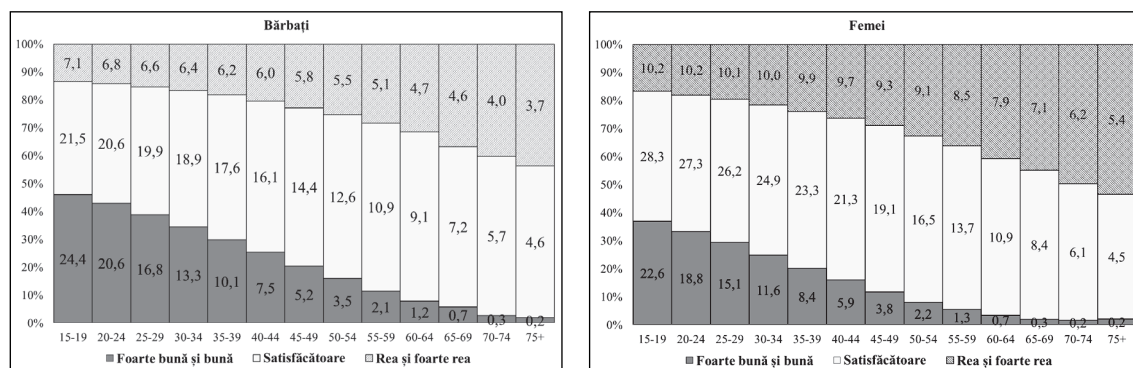 Bărbați
100%
90%
80%
70%
60%
50%
40%
30%
20%
10%
0%
7,1 6,8 6,6 6,4 6,2 6,0 5,8 5,5 5,1 4,7 4,6 4,0 3,7
21,5 20,6 19,9 18,9 17,6 16,1 14,4 12,6 10,9 9,1 7,2 5,7 4,6
24,4 20,6 16,8 13,3 10,1 7,5 5,2 3,5 2,1 1,2 0,7 0,3 0,2
15-19 20-24 25-29 30-34 35-39 40-44 45-49 50-54 55-59 60-64 65-69 70-74 75+
Foarte bună și bună Satisfăcătoare Rea și foarte rea
Femei
100%
90%
80%
70%
60%
50%
40%
30%
20%
10%
0%
10,2 10,2 10,1 10,0 9,9 9,7 9,3 9,1 8,5 7,9 7,1 6,2 5,4
28,3 27,3 26,2 24,9 23,3 21,3 19,1 16,5 13,7 10,9 8,4 6,1 4,5
22,6 18,8 15,1 11,6 8,4 5,9 3,8 2,2 1,3 0,7 0,3 0,2 0,2
15-19 20-24 25-29 30-34 35-39 40-44 45-49 50-54 55-59 60-64 65-69 70-74 75+
Foarte bună și bună Satisfăcătoare Rea și foarte rea